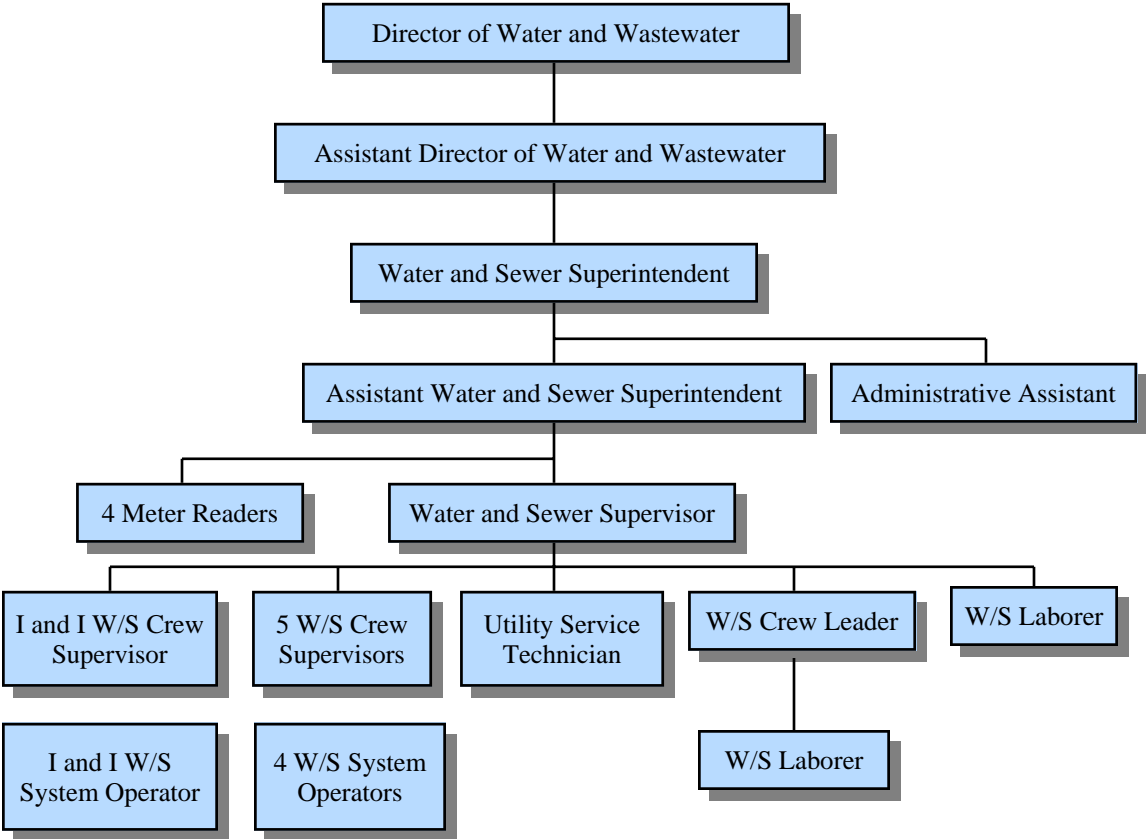 Director of Water and Wastewater
Assistant Director of Water and Wastewater
Water and Sewer Superintendent
Assistant Water and Sewer Superintendent
Administrative Assistant
4 Meter Readers
Water and Sewer Supervisor
I and I W/S Crew
Supervisor
5 W/S Crew
Supervisors
Utility Service
Technician
W/S Crew Leader
W/S Laborer
I and I W/S
System Operator
4 W/S System
Operators
W/S Laborer